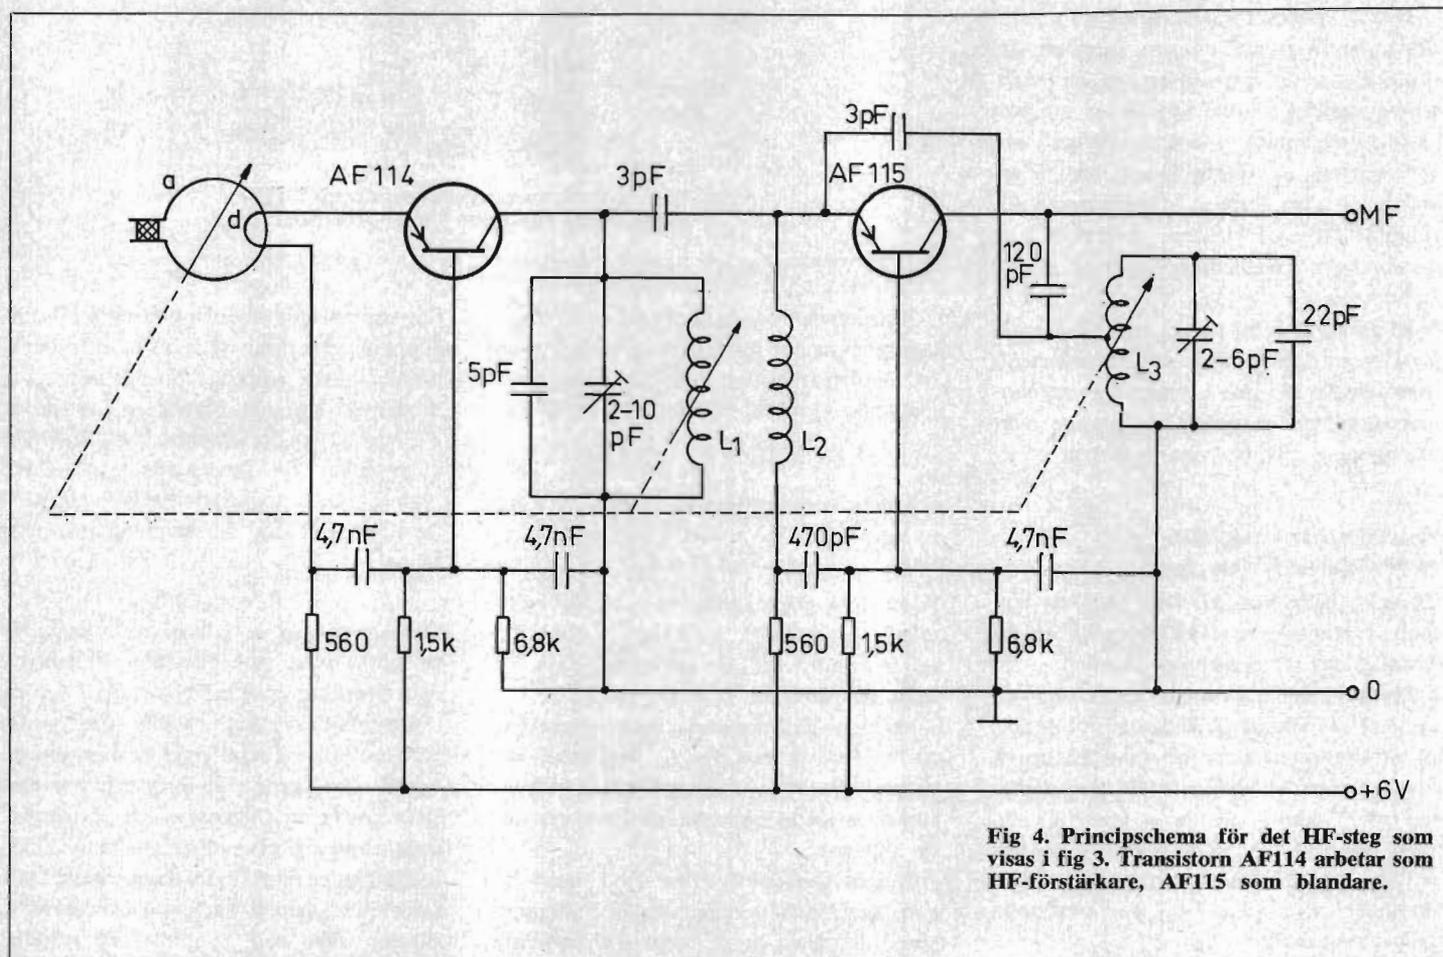 a
d
AF114
3pF
3pF
AF115
MF
120
pF
5pF
2-10
pF
L1
L2
L3
2-6pF
22pF
4,7nF
4,7nF
470pF
4,7nF
560
1,5k
6,8k
560
1,5k
6,8k
0
+6V
Fig 4. Principschema för det HF-steg som
visas i fig 3. Transistorn AF114 arbetar som
HF-förstärkare, AF115 som blandare.